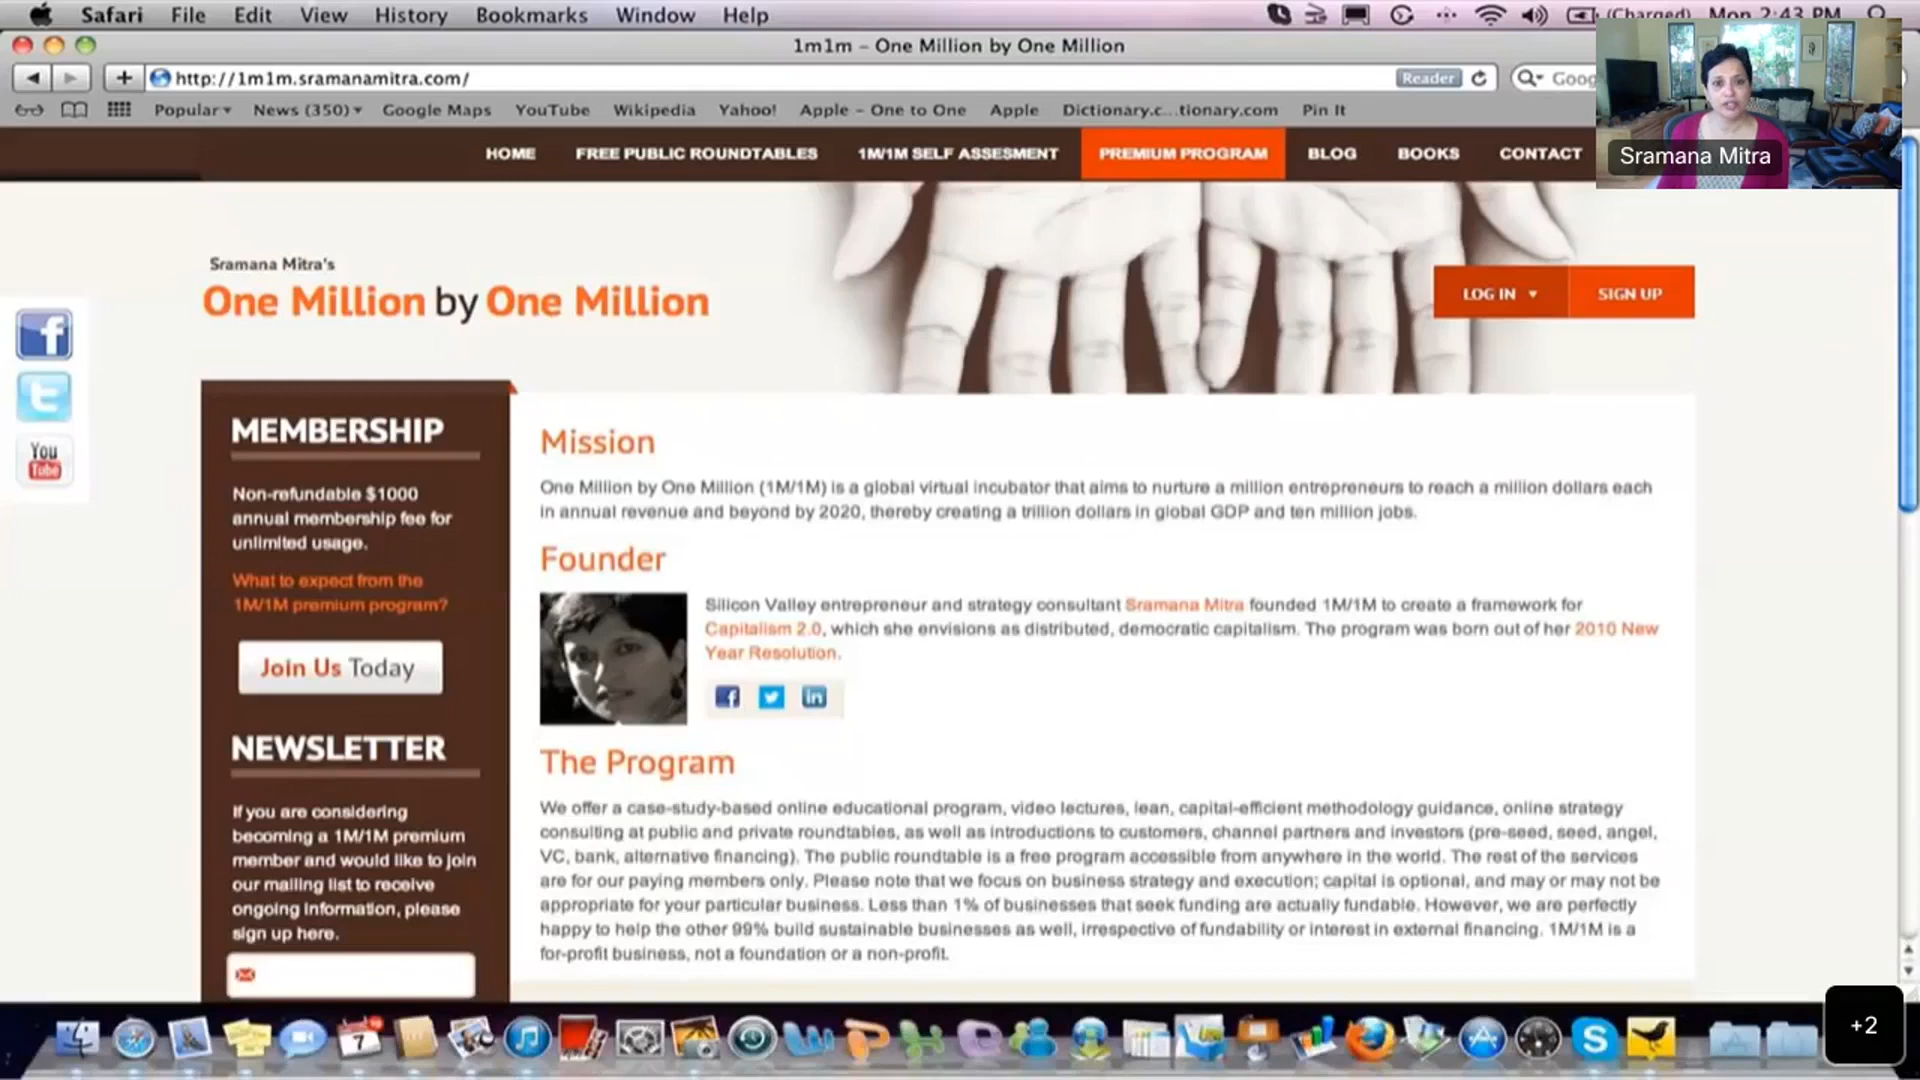 Safari File Edit View History Bookmarks Window Help (Charged) Mon 2:43 PM
1m1m – One Million by One Million
http://1m1m.sramanamitra.com/ Reader Goog
Popular News (350) Google Maps YouTube Wikipedia Yahoo! Apple – One to One Apple Dictionary.c...tionary.com Pin It
Sramana Mitra
HOME FREE PUBLIC ROUNDTABLES 1M/1M SELF ASSESMENT PREMIUM PROGRAM BLOG BOOKS CONTACT
Sramana Mitra's
One Million by One Million
LOG IN SIGN UP
You
Tube
MEMBERSHIP
Non-refundable $1000
annual membership fee for
unlimited usage.
What to expect from the
1M/1M premium program?
Join Us Today
NEWSLETTER
If you are considering
becoming a 1M/1M premium
member and would like to join
our mailing list to receive
ongoing information, please
sign up here.
Mission
One Million by One Million (1M/1M) is a global virtual incubator that aims to nurture a million entrepreneurs to reach a million dollars each
in annual revenue and beyond by 2020, thereby creating a trillion dollars in global GDP and ten million jobs.
Founder
Silicon Valley entrepreneur and strategy consultant Sramana Mitra founded 1M/1M to create a framework for
Capitalism 2.0, which she envisions as distributed, democratic capitalism. The program was born out of her 2010 New
Year Resolution.
The Program
We offer a case-study-based online educational program, video lectures, lean, capital-efficient methodology guidance, online strategy
consulting at public and private roundtables, as well as introductions to customers, channel partners and investors (pre-seed, seed, angel,
VC, bank, alternative financing). The public roundtable is a free program accessible from anywhere in the world. The rest of the services
are for our paying members only. Please note that we focus on business strategy and execution; capital is optional, and may or may not be
appropriate for your particular business. Less than 1% of businesses that seek funding are actually fundable. However, we are perfectly
happy to help the other 99% build sustainable businesses as well, irrespective of fundability or interest in external financing. 1M/1M is a
for-profit business, not a foundation or a non-profit.
7
+2